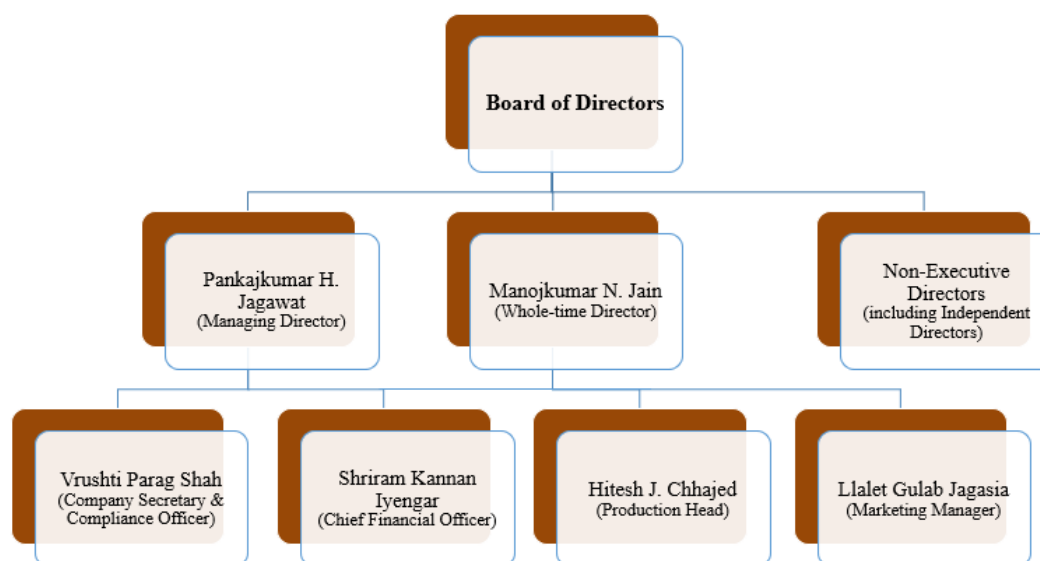 Board of Directors
Pankajkumar H.
Jagawat
(Managing Director)
Manojkumar N. Jain
(Whole-time Director)
Non-Executive
Directors
(including Independent
Directors)
Vrushti Parag Shah
(Company Secretary &
Compliance Officer)
Shriram Kannan
Iyengar
(Chief Financial Officer)
Hitesh J. Chhajed
(Production Head)
Llalet Gulab Jagasia
(Marketing Manager)